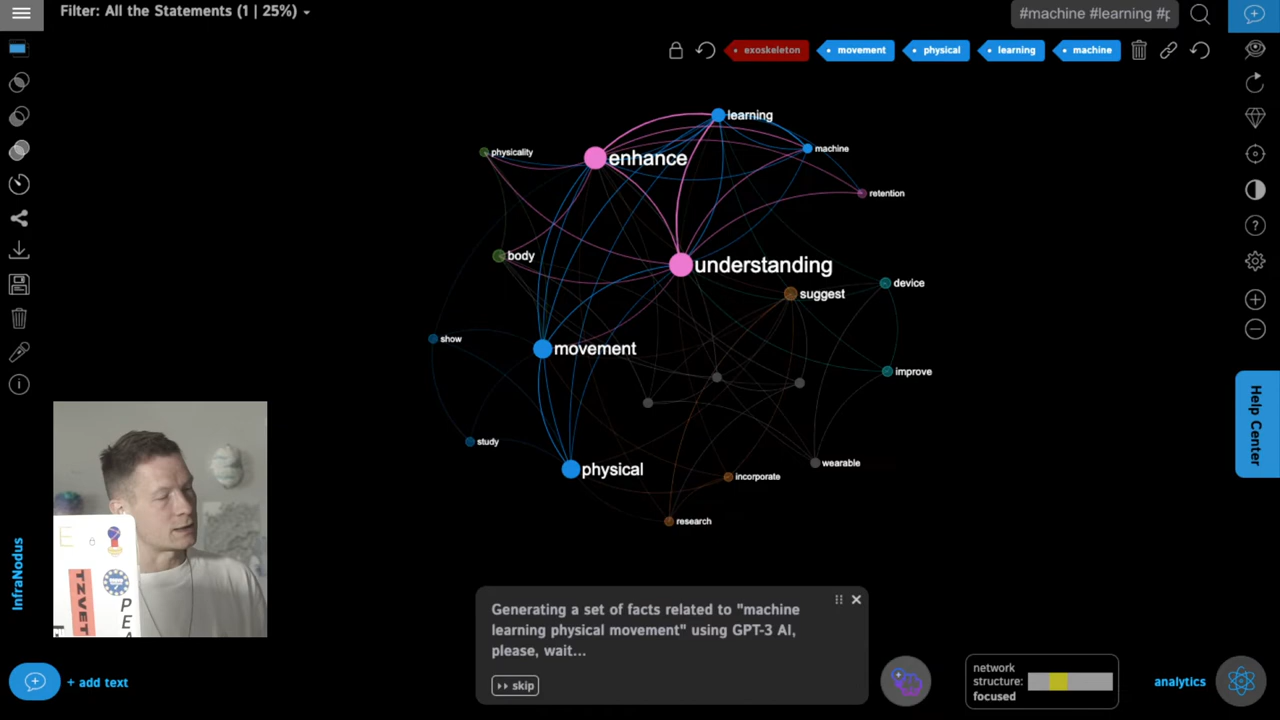 Filter: All the Statements (1 | 25%)
#machine #learning #p
exoskeleton
movement
physical
learning
machine
learning
machine
physicality
enhance
retention
body
understanding
suggest
device
show
movement
improve
Help Center
study
physical
wearable
incorporate
research
E
TZVET
PEA
InfraNodus
Generating a set of facts related to "machine
learning physical movement" using GPT-3 AI,
please, wait...
skip
network
structure:
focused
analytics
+ add text